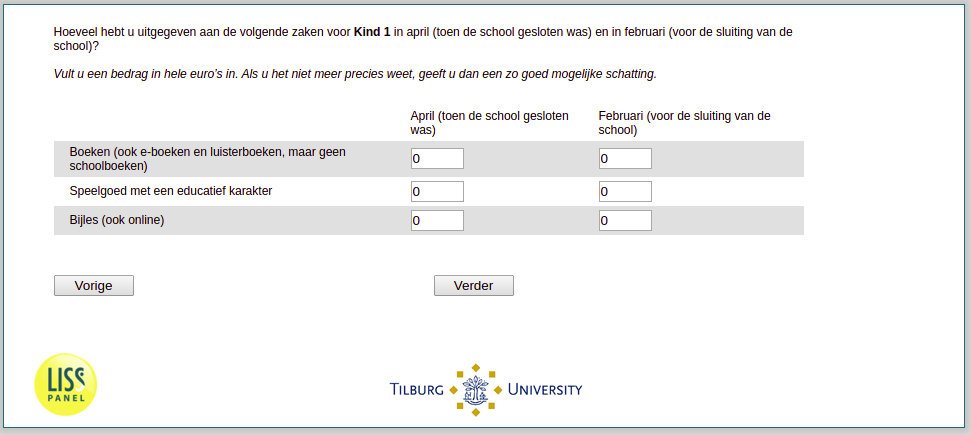 Hoeveel hebt u uitgegeven aan de volgende zaken voor Kind 1 in april (toen de school gesloten was) en in februari (voor de sluiting van de
school)?
Vult u een bedrag in hele euro's in. Als u het niet meer precies weet, geeft u dan een zo goed mogelijke schatting.
April (toen de school gesloten
was)
Februari (voor de sluiting van de
school)
Boeken (ook e-boeken en luisterboeken, maar geen
schoolboeken)
0
0
Speelgoed met een educatief karakter
0
0
Bijles (ook online)
0
0
Vorige
Verder
LISS
PANEL
TILBURG UNIVERSITY